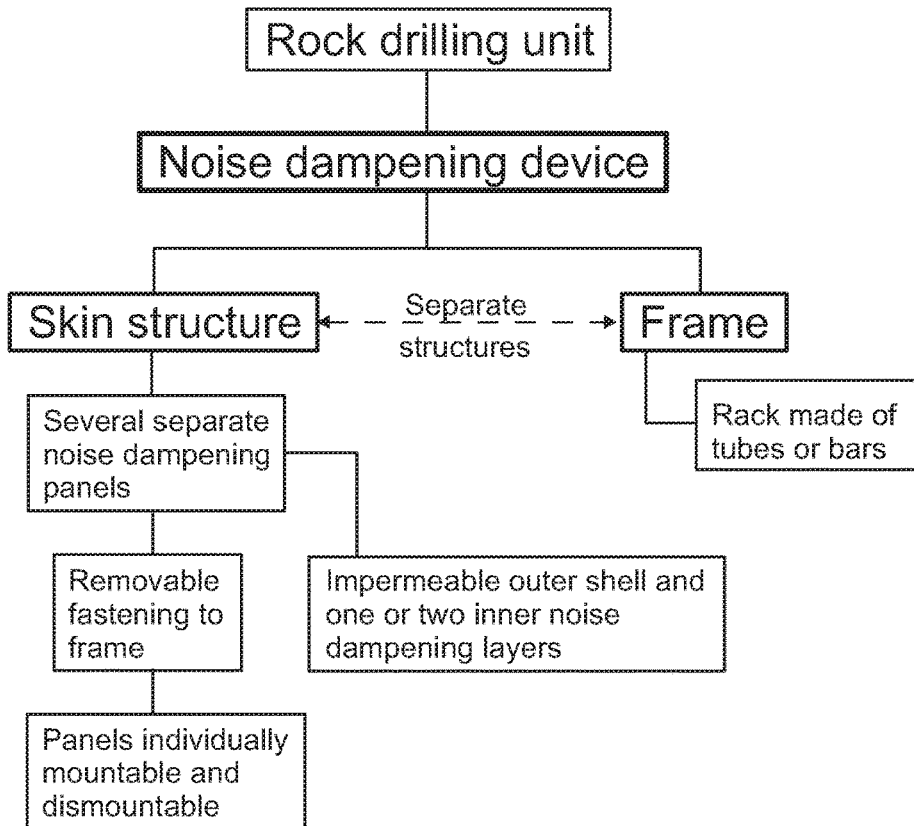 Rock drilling unit
Noise dampening device
Skin structure
Separate
structures
Frame
Several separate
noise dampening
panels
Rack made of
tubes or bars
Removable
fastening to
frame
Impermeable outer shell and
one or two inner noise
dampening layers
Panels individually
mountable and
dismountable